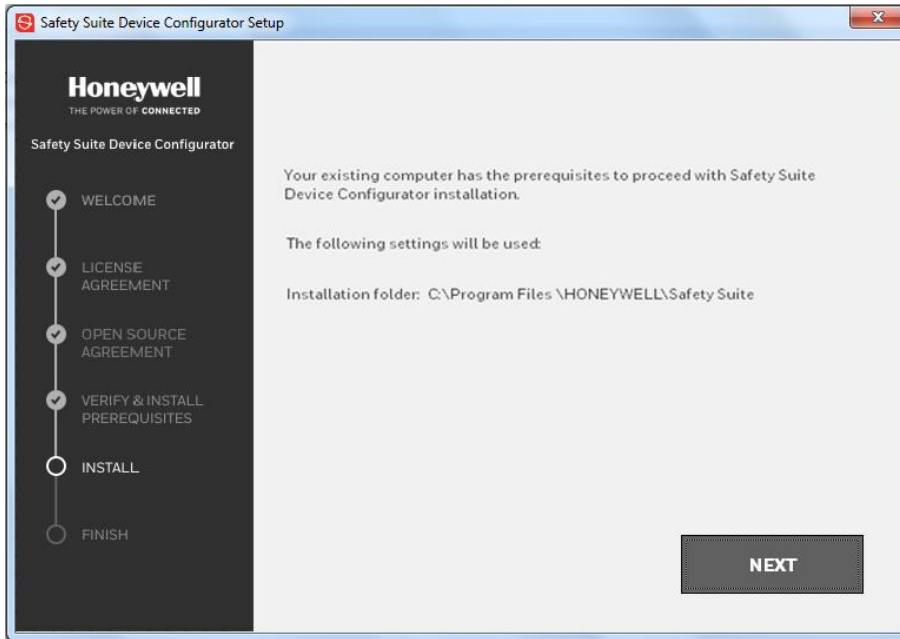 Safety Suite Device Configurator Setup
Honeywell
THE POWER OF CONNECTED
Safety Suite Device Configurator
WELCOME
LICENSE
AGREEMENT
OPEN SOURCE
AGREEMENT
VERIFY & INSTALL
PREREQUISITES
INSTALL
FINISH
Your existing computer has the prerequisites to proceed with Safety Suite
Device Configurator installation.
The following settings will be used:
Installation folder: C:\Program Files \HONEYWELL\Safety Suite
NEXT